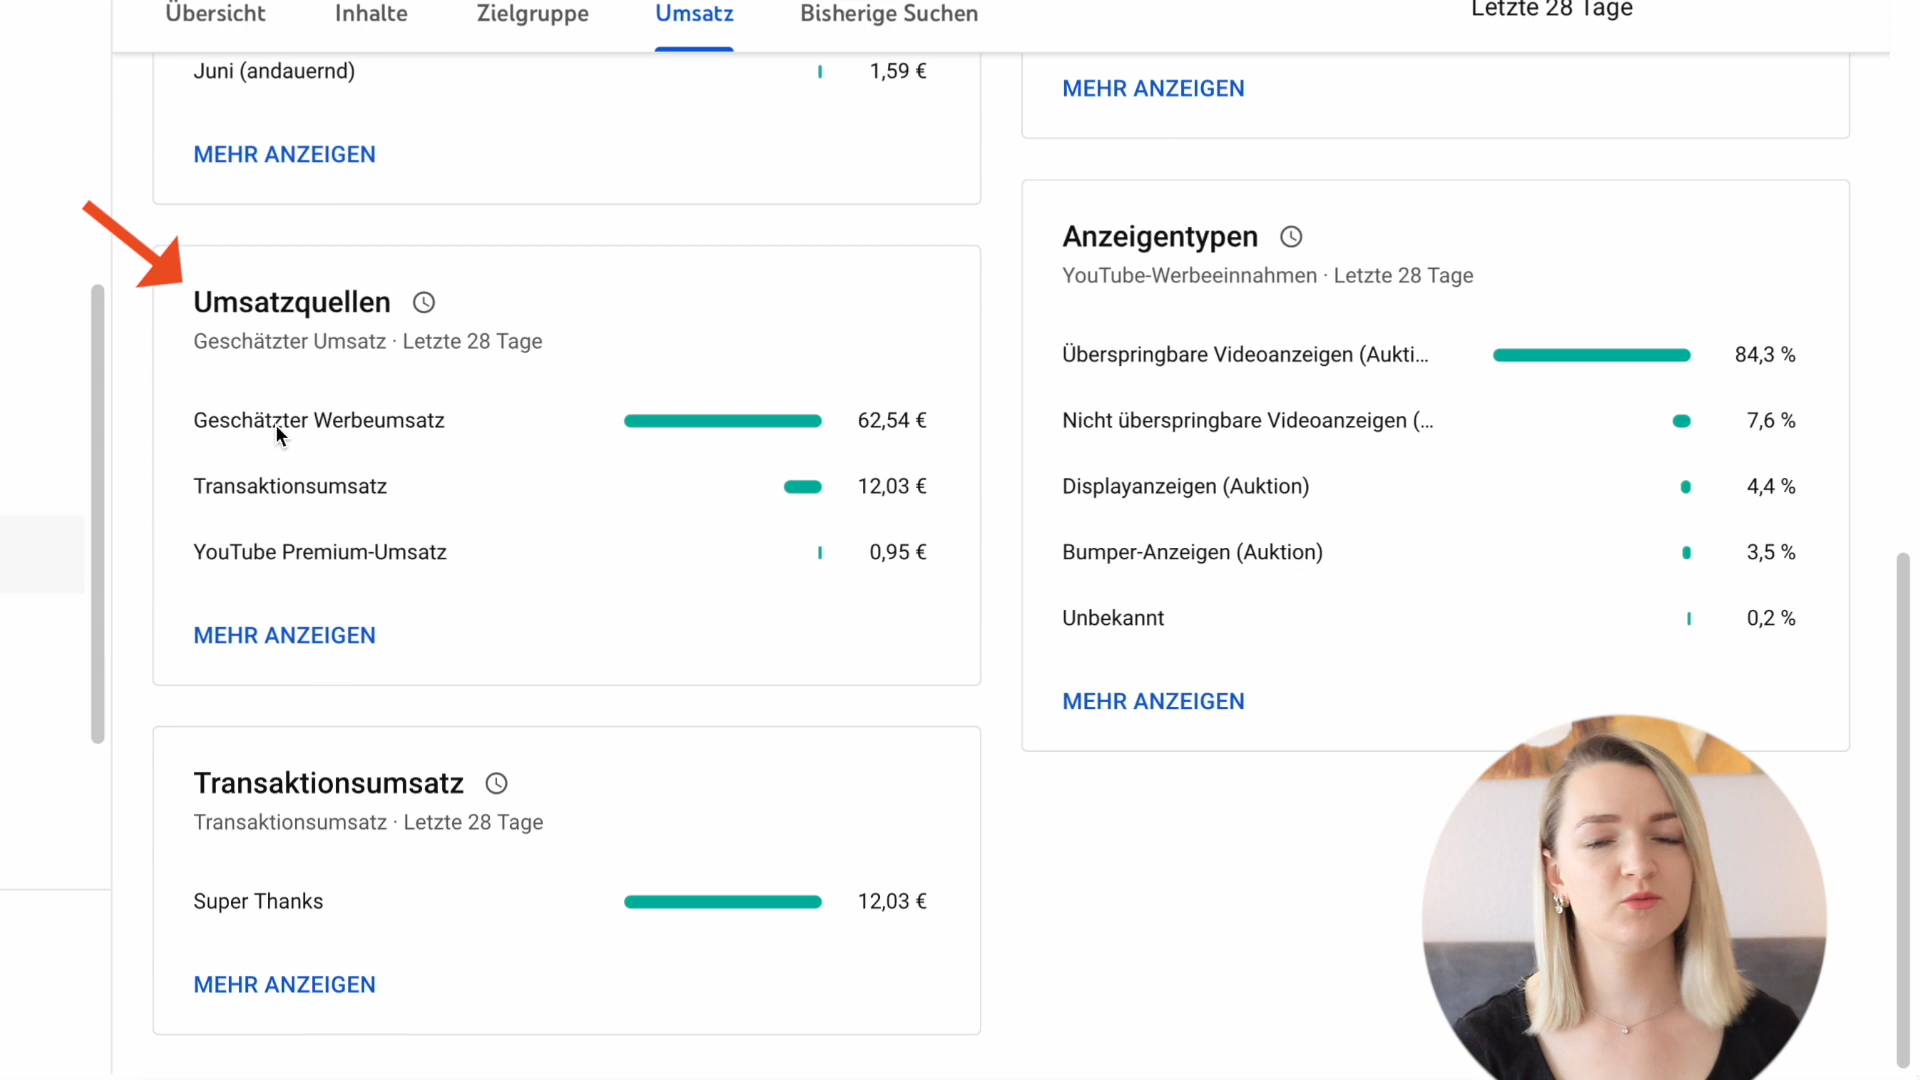 Übersicht
Inhalte
Zielgruppe
Umsatz
Bisherige Suchen
Letzte 28 Tage
Juni (andauernd)
1,59 €
MEHR ANZEIGEN
Umsatzquellen
Geschätzter Umsatz · Letzte 28 Tage
Geschätzter Werbeumsatz
62,54 €
Transaktionsumsatz
12,03 €
YouTube Premium-Umsatz
0,95 €
MEHR ANZEIGEN
Transaktionsumsatz
Transaktionsumsatz · Letzte 28 Tage
Super Thanks
12,03 €
MEHR ANZEIGEN
MEHR ANZEIGEN
Anzeigentypen
YouTube-Werbeeinnahmen · Letzte 28 Tage
Überspringbare Videoanzeigen (Aukti...
84,3 %
Nicht überspringbare Videoanzeigen (...
7,6 %
Displayanzeigen (Auktion)
4,4 %
Bumper-Anzeigen (Auktion)
3,5 %
Unbekannt
0,2 %
MEHR ANZEIGEN